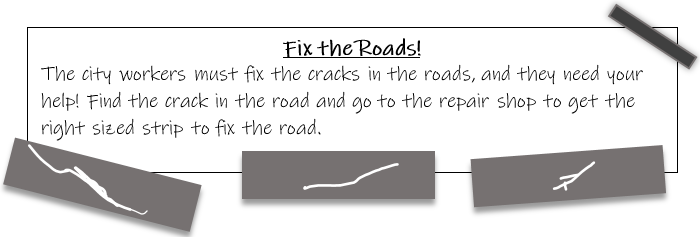 Fix the Roads!
The city workers must fix the cracks in the roads, and they need your
help! Find the crack in the road and go to the repair shop to get the
right sized strip to fix the road.